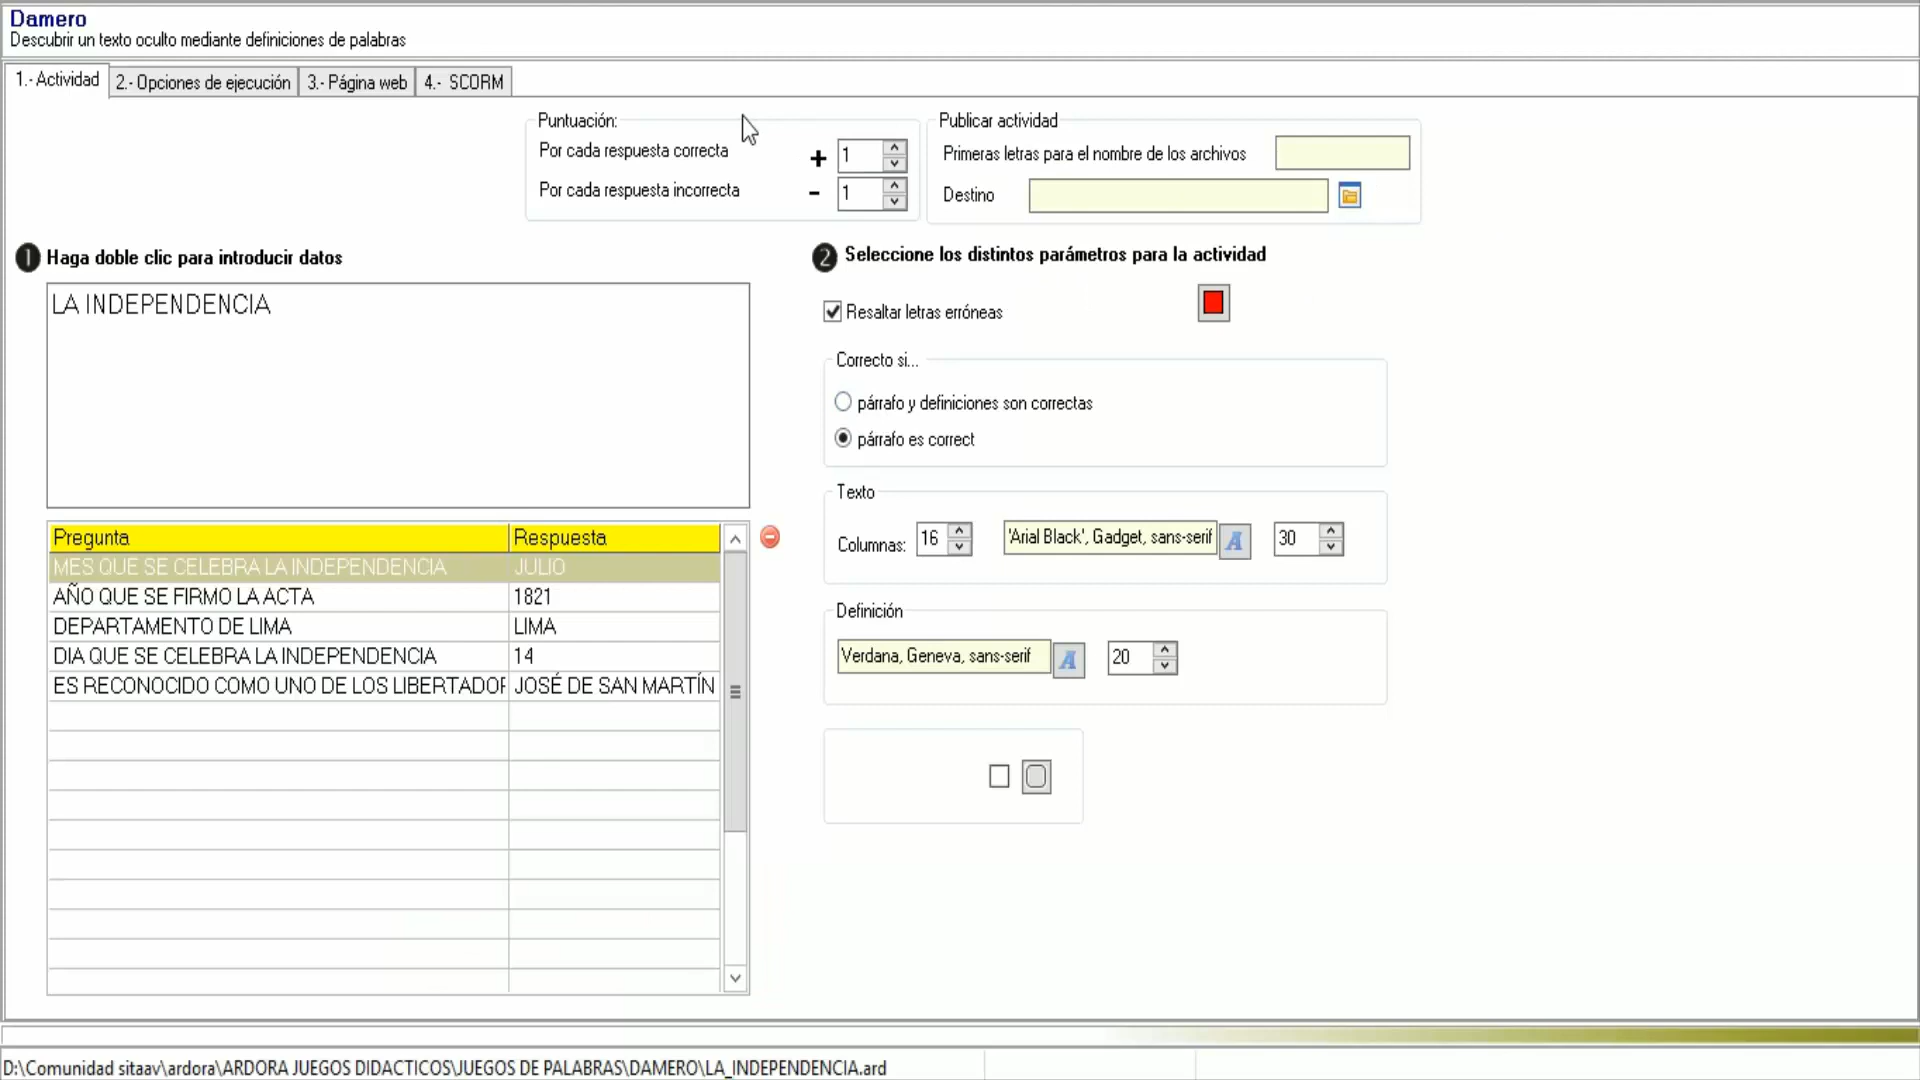 Damero
Descubrir un texto oculto mediante definiciones de palabras
1.- Actividad
2.- Opciones de ejecución
3.- Página web
4.- SCORM
Puntuación:
Por cada respuesta correcta + 1
Por cada respuesta incorrecta - 1
Publicar actividad
Primeras letras para el nombre de los archivos
Destino
1 Haga doble clic para introducir datos
LA INDEPENDENCIA
Pregunta Respuesta
MES QUE SE CELEBRA LA INDEPENDENCIA JULIO
AÑO QUE SE FIRMO LA ACTA 1821
DEPARTAMENTO DE LIMA LIMA
DIA QUE SE CELEBRA LA INDEPENDENCIA 14
ES RECONOCIDO COMO UNO DE LOS LIBERTADOR JOSÉ DE SAN MARTÍN
2 Seleccione los distintos parámetros para la actividad
Resaltar letras erróneas
Correcto si...
párrafo y definiciones son correctas
párrafo es correct
Texto
Columnas: 16 'Arial Black', Gadget, sans-serif A 30
Definición
Verdana, Geneva, sans-serif A 20
D:\Comunidad sitaav\ardora\ARDORA JUEGOS DIDACTICOS\JUEGOS DE PALABRAS\DAMERO\LA_INDEPENDENCIA.ard